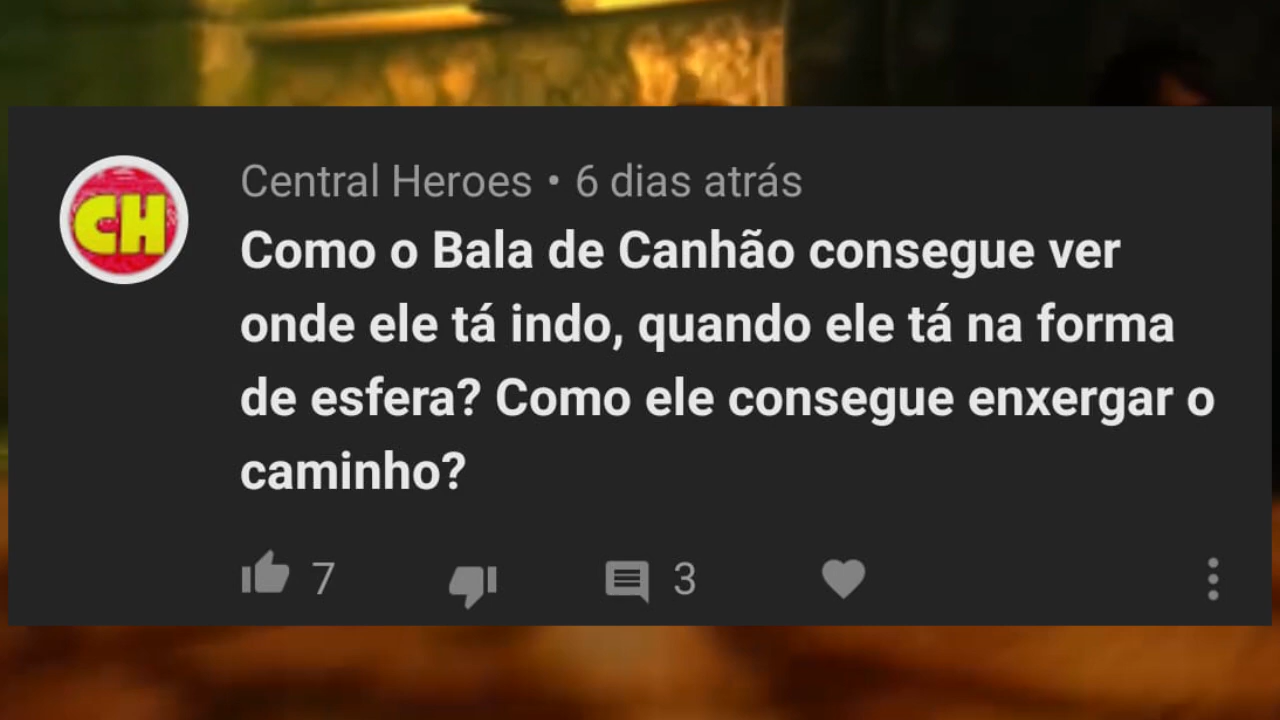 CH
Central Heroes • 6 dias atrás
Como o Bala de Canhão consegue ver
onde ele tá indo, quando ele tá na forma
de esfera? Como ele consegue enxergar o
caminho?
7 3